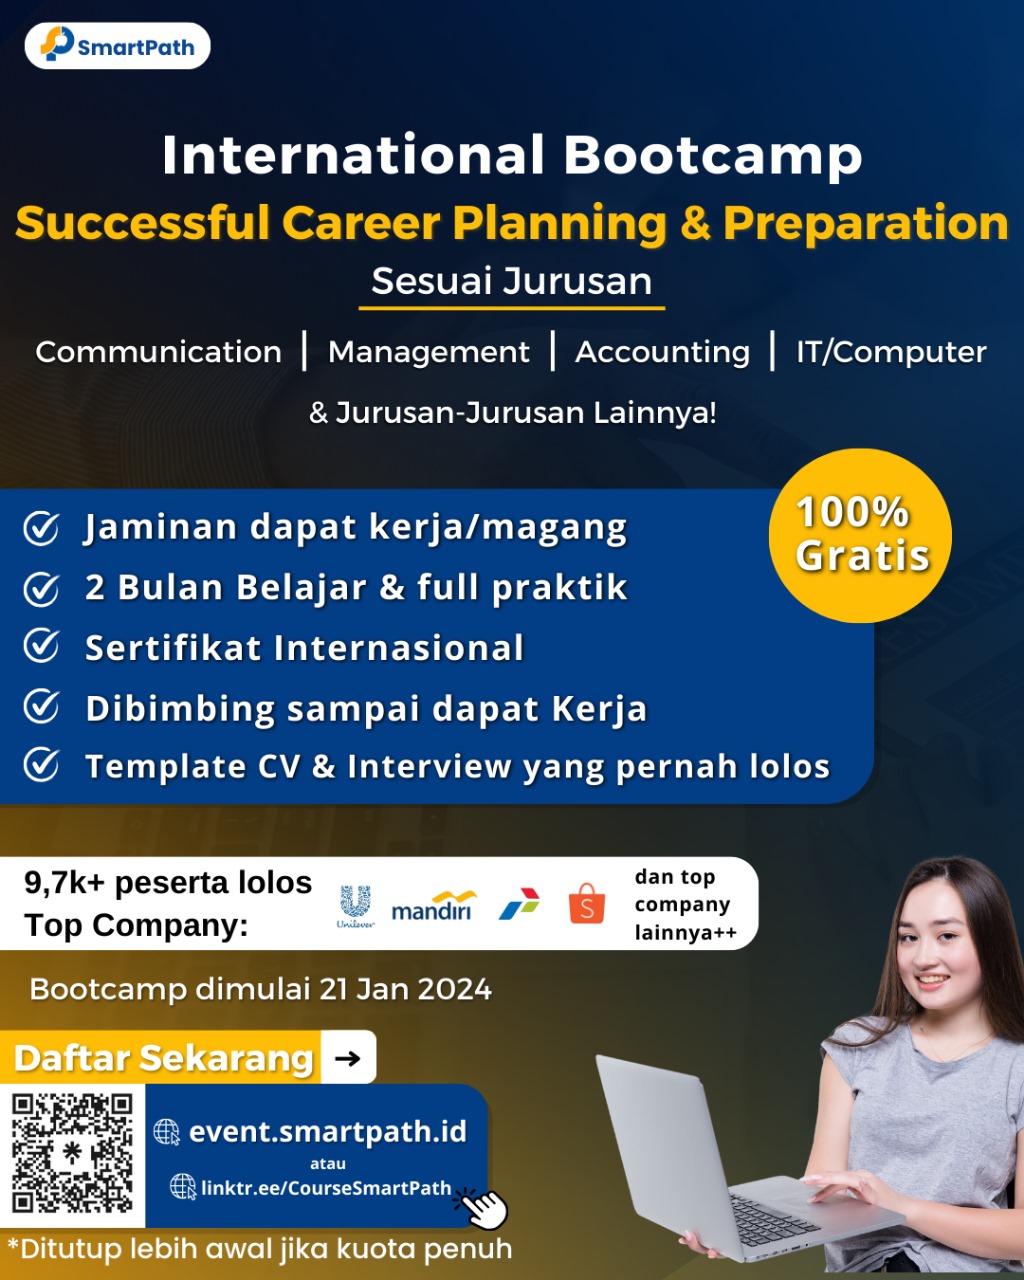 SmartPath
International Bootcamp
Successful Career Planning & Preparation
Sesuai Jurusan
Communication | Management | Accounting | IT/Computer
& Jurusan-Jurusan Lainnya!
100%
Gratis
Jaminan dapat kerja/magang
2 Bulan Belajar & full praktik
Sertifikat Internasional
Dibimbing sampai dapat Kerja
Template CV & Interview yang pernah lolos
9,7k+ peserta lolos
Top Company:
Unilever
mandiri
S
dan top
company
lainnya++
Bootcamp dimulai 21 Jan 2024
Daftar Sekarang →
event.smartpath.id
atau
linktr.ee/CourseSmartPath
*Ditutup lebih awal jika kuota penuh